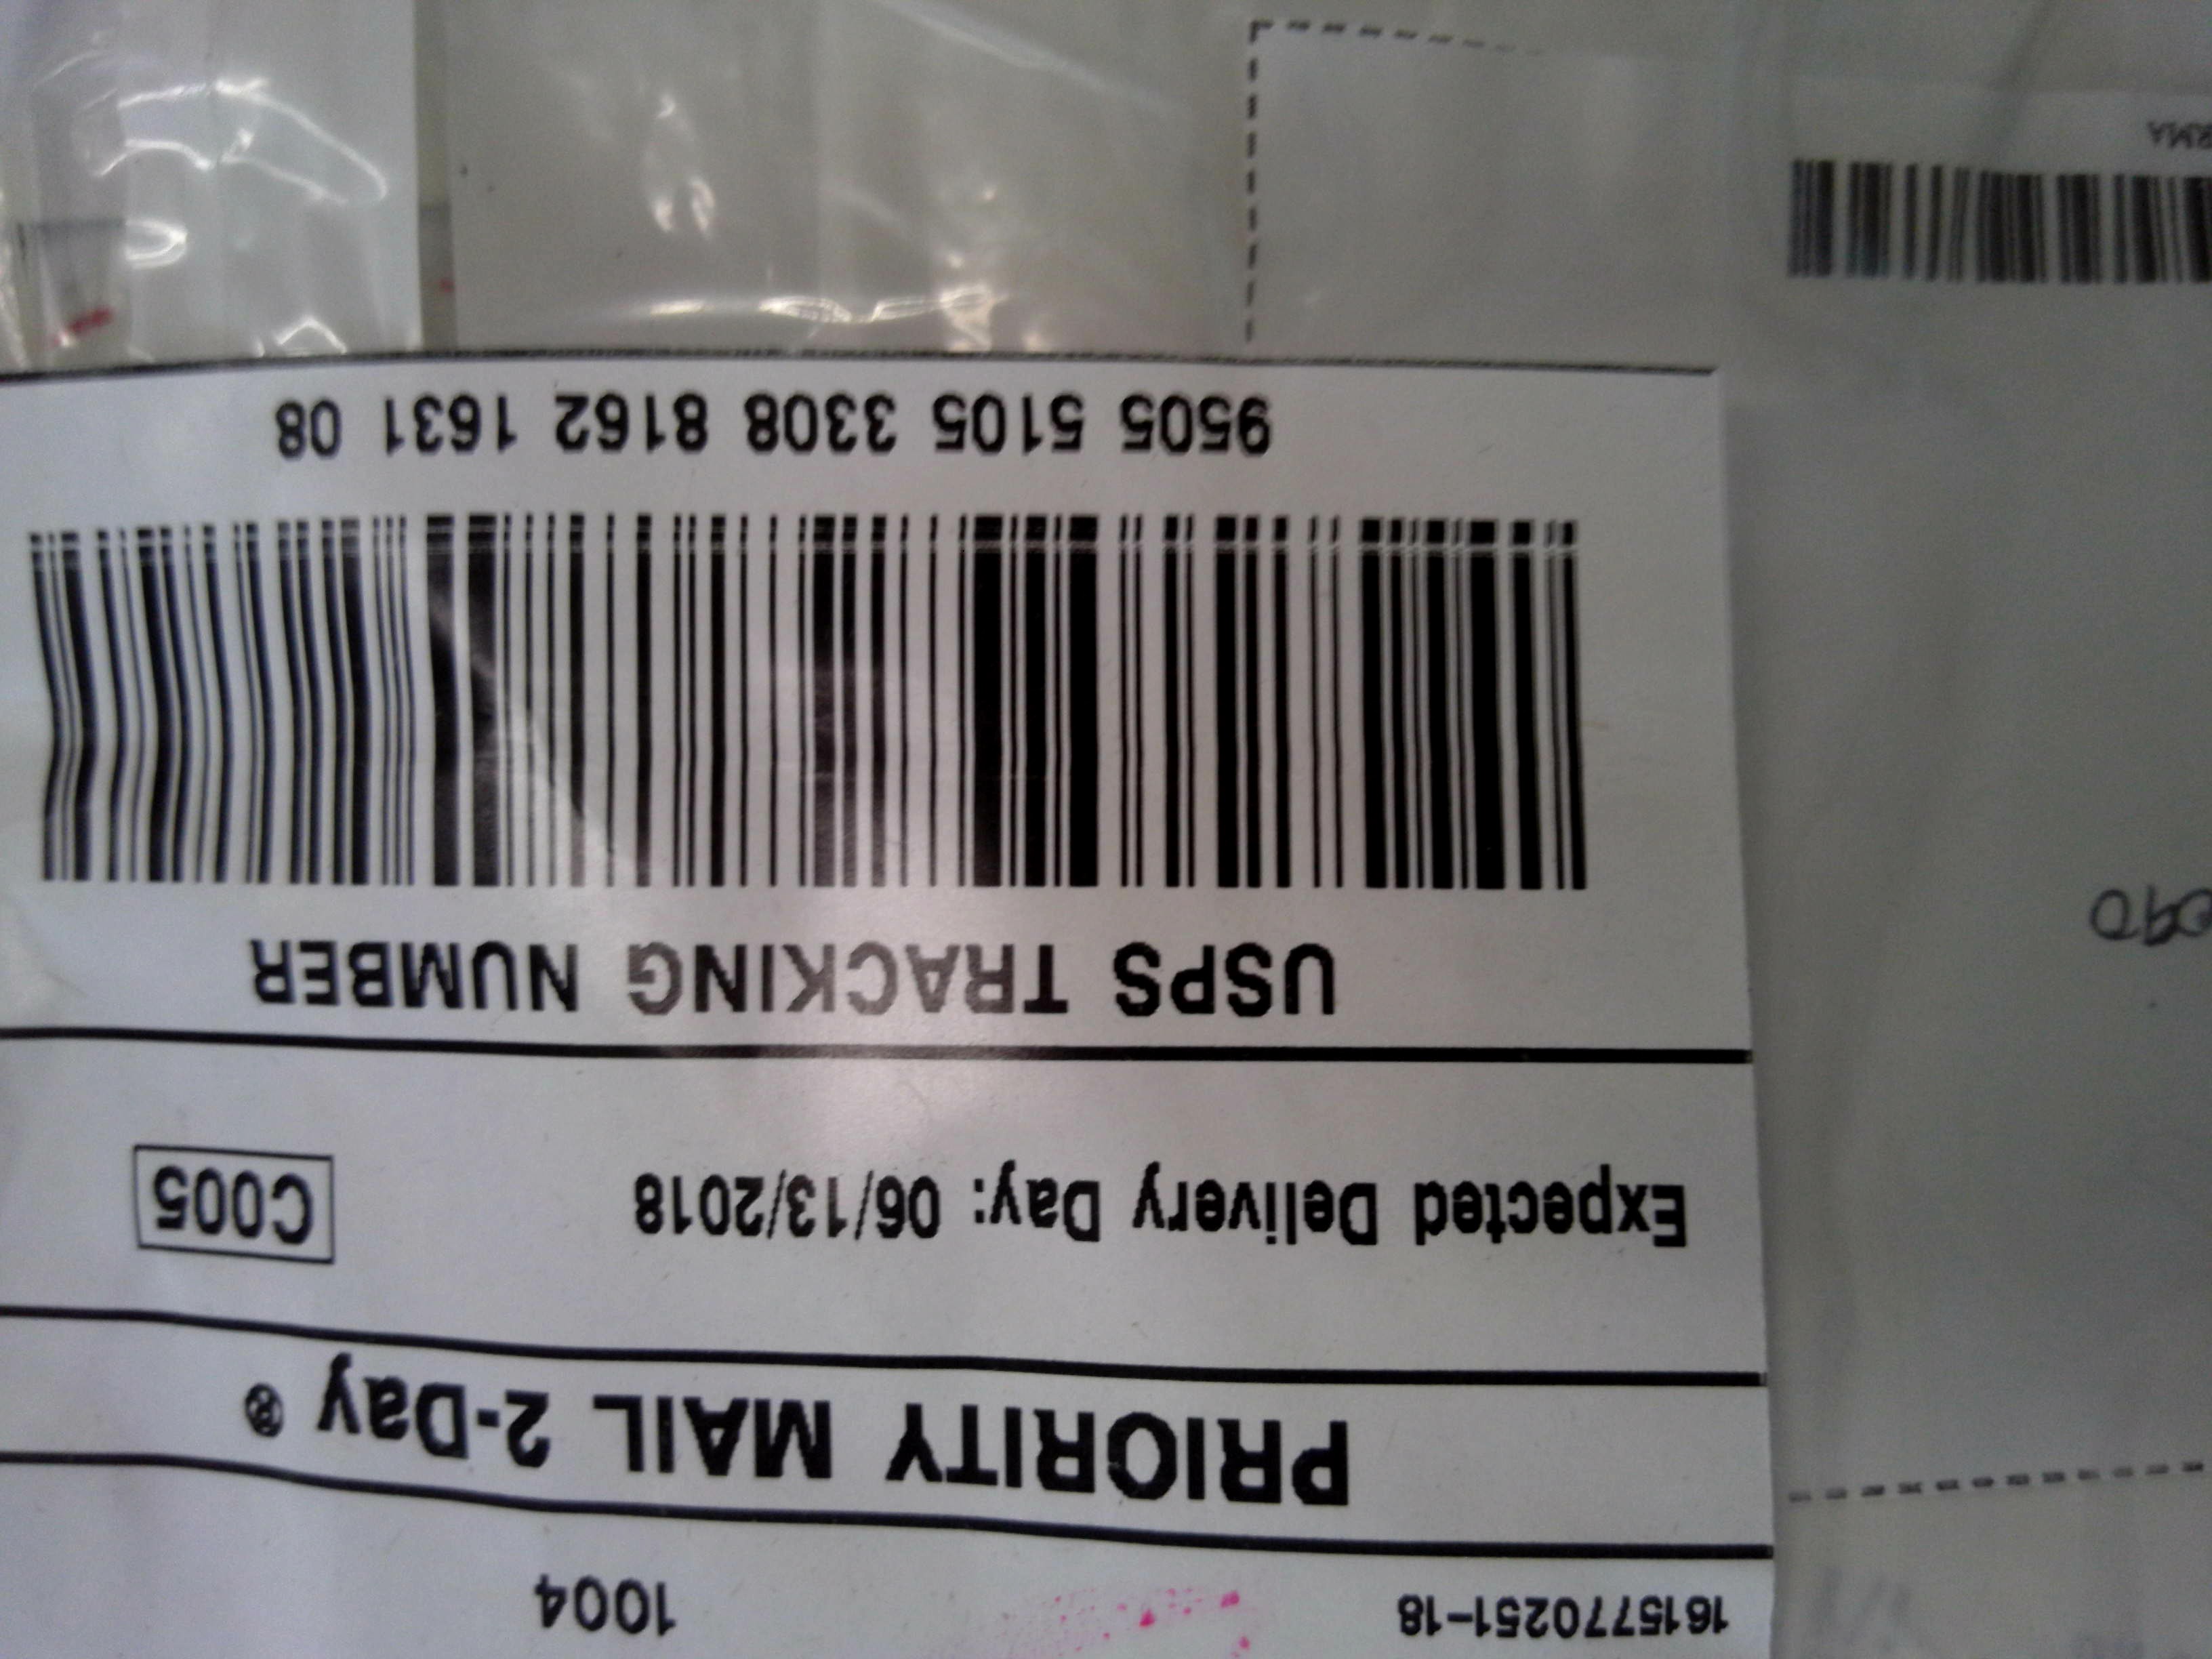 1615770251-18 1004
PRIORITY MAIL 2-Day ®
Expected Delivery Day: 06/13/2018 C005
USPS TRACKING NUMBER
9505 5105 3308 8162 1631 08